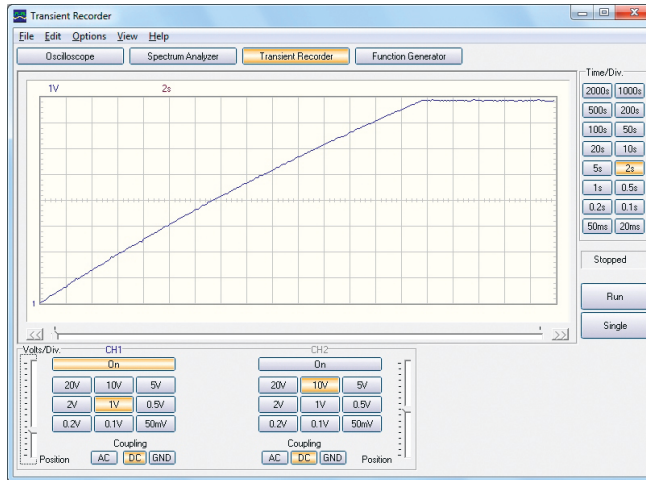 Transient Recorder
File Edit Options View Help
Oscilloscope Spectrum Analyzer Transient Recorder Function Generator
1V 2s
1
Time/Div.
2000s 1000s
500s 200s
100s 50s
20s 10s
5s 2s
1s 0.5s
0.2s 0.1s
50ms 20ms
Stopped
Run
Single
<< >>
Volts/Div. CH1
On
20V 10V 5V
2V 1V 0.5V
0.2V 0.1V 50mV
Coupling
Position AC DC GND
CH2
On
20V 10V 5V
2V 1V 0.5V
0.2V 0.1V 50mV
Coupling
AC DC GND Position